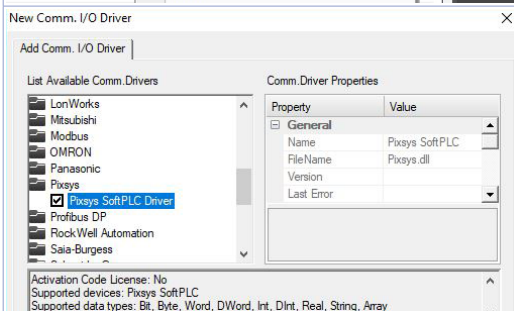 New Comm. I/O Driver
Add Comm. I/O Driver
List Available Comm.Drivers
LonWorks
Mitsubishi
Modbus
OMRON
Panasonic
Pixsys
Pixsys SoftPLC Driver
Profibus DP
RockWell Automation
Saia-Burgess
Comm.Driver Properties
Property Value
General
Name Pixsys SoftPLC
FileName Pixsys.dll
Version
Last Error
Activation Code License: No
Supported devices: Pixsys SoftPLC
Supported data types: Bit, Byte, Word, DWord, Int, DInt, Real, String, Array